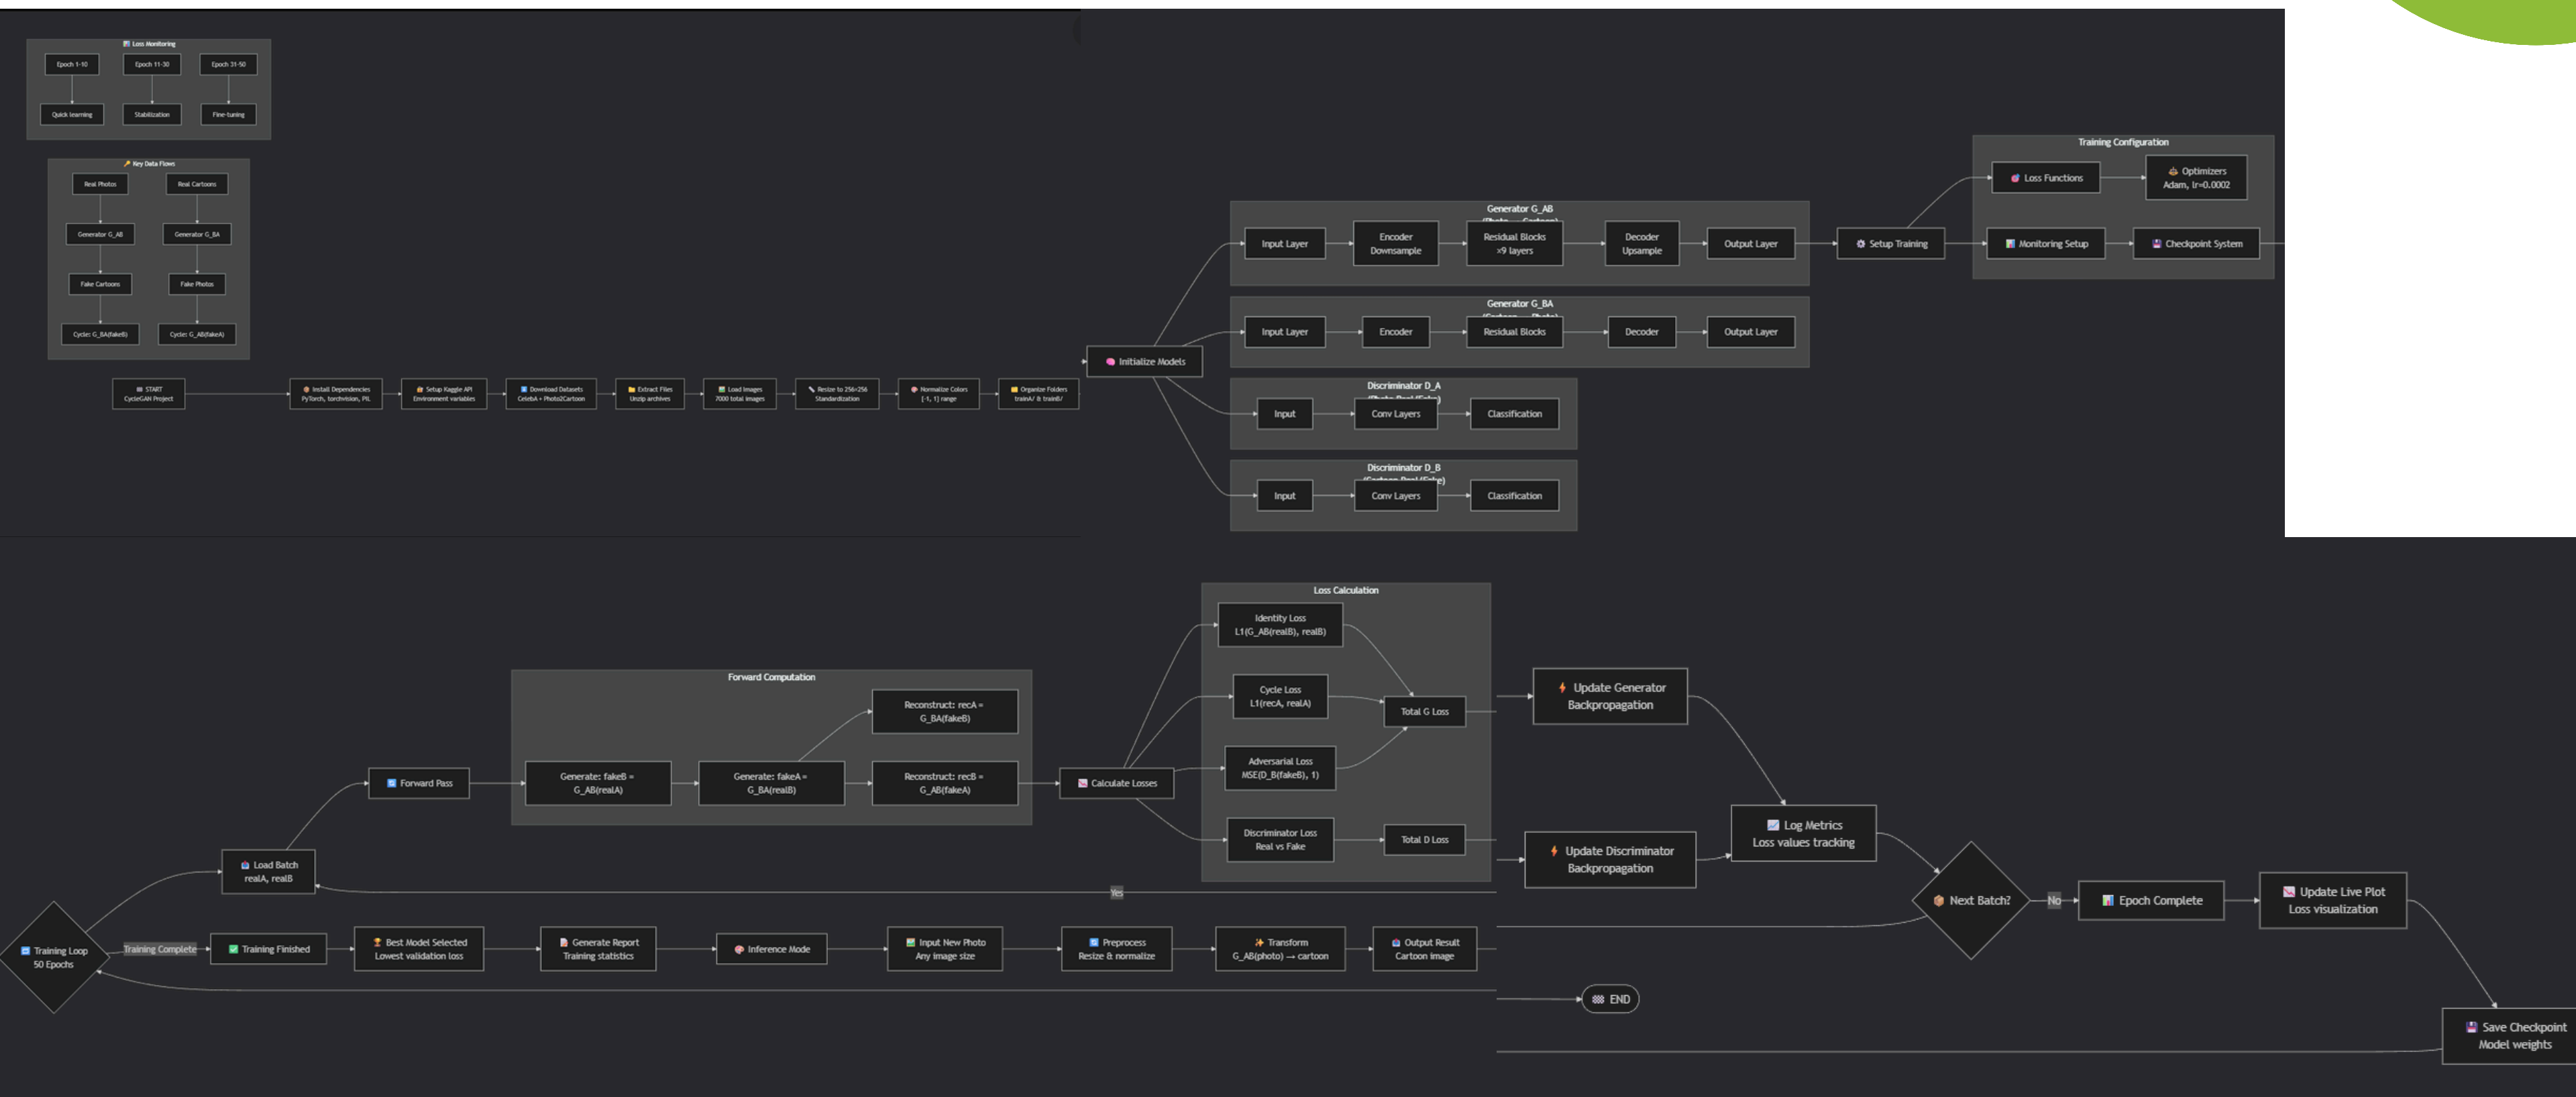 Loss Monitoring
Epoch 1-10
Epoch 11-30
Epoch 31-50
Quick learning
Stabilization
Fine-tuning
Key Data Flows
Real Photos
Real Cartoons
Generator G_AB
Generator G_BA
Fake Cartoons
Fake Photos
Cycle: G_BA(fakeB)
Cycle: G_AB(fakeA)
START
CycleGAN Project
Install Dependencies
PyTorch, torchvision, PIL
Setup Kaggle API
Environment variables
Download Datasets
CelebA + Photo2Cartoon
Extract Files
Unzip archives
Load Images
7000 total images
Resize to 256×256
Standardization
Normalize Colors
[-1, 1] range
Organize Folders
trainA/ & trainB/
Initialize Models
Generator G_AB
Input Layer
Encoder
Downsample
Residual Blocks
×9 layers
Decoder
Upsample
Output Layer
Generator G_BA
Input Layer
Encoder
Residual Blocks
Decoder
Output Layer
Discriminator D_A
Input
Conv Layers
Classification
Discriminator D_B
Input
Conv Layers
Classification
Setup Training
Training Configuration
Loss Functions
Optimizers
Adam, lr=0.0002
Monitoring Setup
Checkpoint System
Training Loop
50 Epochs
Load Batch
realA, realB
Forward Pass
Forward Computation
Generate: fakeB =
G_AB(realA)
Generate: fakeA =
G_BA(realB)
Reconstruct: recA =
G_BA(fakeB)
Reconstruct: recB =
G_AB(fakeA)
Calculate Losses
Loss Calculation
Identity Loss
L1(G_AB(realB), realB)
Cycle Loss
L1(recA, realA)
Adversarial Loss
MSE(D_B(fakeB), 1)
Discriminator Loss
Real vs Fake
Total G Loss
Total D Loss
Update Generator
Backpropagation
Update Discriminator
Backpropagation
Log Metrics
Loss values tracking
Next Batch?
Yes
No
Epoch Complete
Update Live Plot
Loss visualization
Save Checkpoint
Model weights
Training Complete
Training Finished
Best Model Selected
Lowest validation loss
Generate Report
Training statistics
Inference Mode
Input New Photo
Any image size
Preprocess
Resize & normalize
Transform
G_AB(photo) → cartoon
Output Result
Cartoon image
END